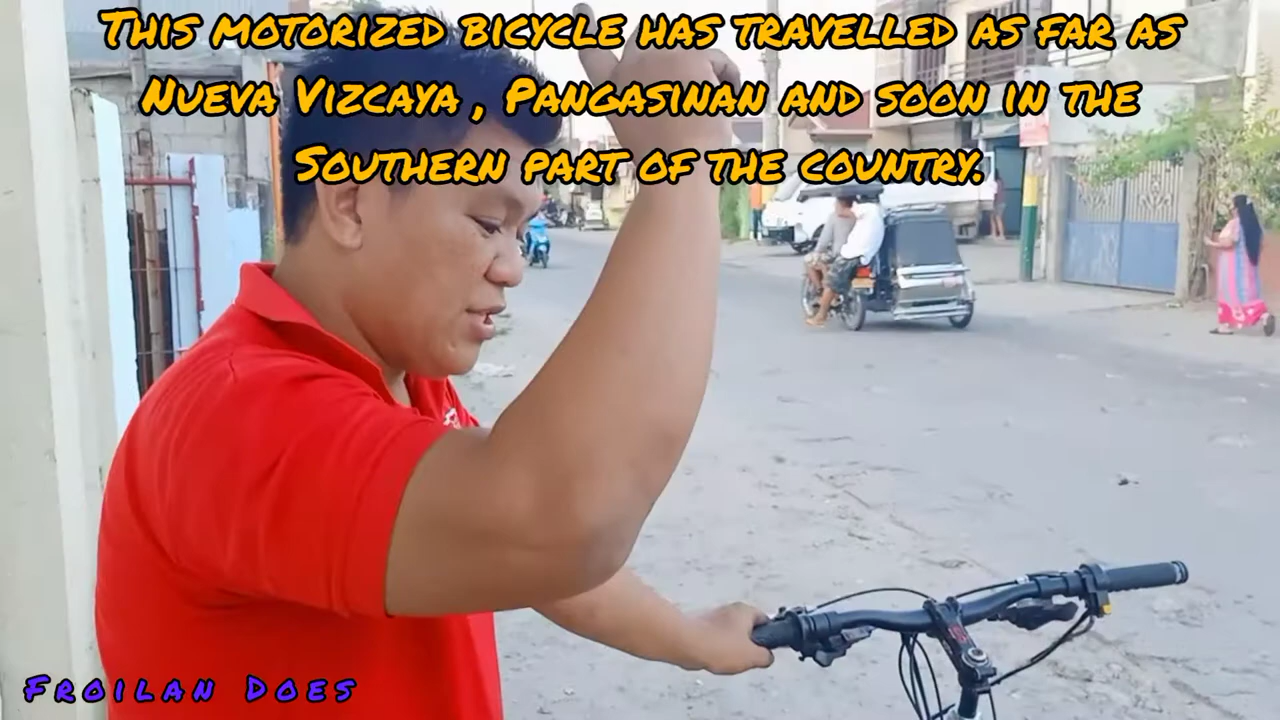 This motorized bicycle has travelled as far as
Nueva Vizcaya , Pangasinan and soon in the
Southern part of the country.
Froilan Does